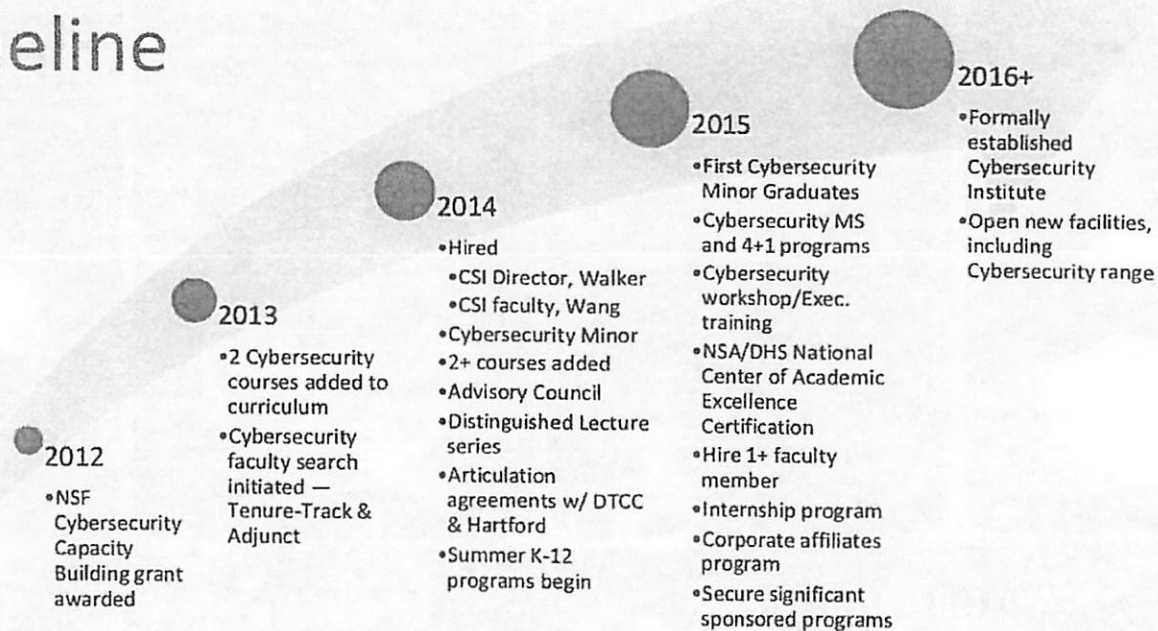 eline
2012
•NSF
Cybersecurity
Capacity
Building grant
awarded
2013
•2 Cybersecurity
courses added to
curriculum
•Cybersecurity
faculty search
initiated —
Tenure-Track &
Adjunct
2014
•Hired
•CSI Director, Walker
•CSI faculty, Wang
•Cybersecurity Minor
•2+ courses added
•Advisory Council
•Distinguished Lecture
series
•Articulation
agreements w/ DTCC
& Hartford
•Summer K-12
programs begin
2015
•First Cybersecurity
Minor Graduates
•Cybersecurity MS
and 4+1 programs
•Cybersecurity
workshop/Exec.
training
•NSA/DHS National
Center of Academic
Excellence
Certification
•Hire 1+ faculty
member
•Internship program
•Corporate affiliates
program
•Secure significant
sponsored programs
2016+
•Formally
established
Cybersecurity
Institute
•Open new facilities,
including
Cybersecurity range